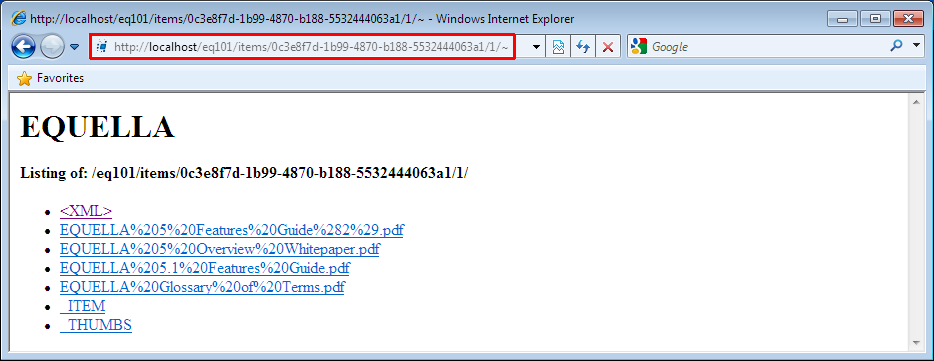 http://localhost/eq101/items/0c3e8f7d-1b99-4870-b188-5532444063a1/1/~ - Windows Internet Explorer
http://localhost/eq101/items/0c3e8f7d-1b99-4870-b188-5532444063a1/1/~
Google
Favorites
EQUELLA
Listing of: /eq101/items/0c3e8f7d-1b99-4870-b188-5532444063a1/1/
<XML>
EQUELLA%205%20Features%20Guide%282%29.pdf
EQUELLA%205%20Overview%20Whitepaper.pdf
EQUELLA%205.1%20Features%20Guide.pdf
EQUELLA%20Glossary%20of%20Terms.pdf
_ITEM
_THUMBS